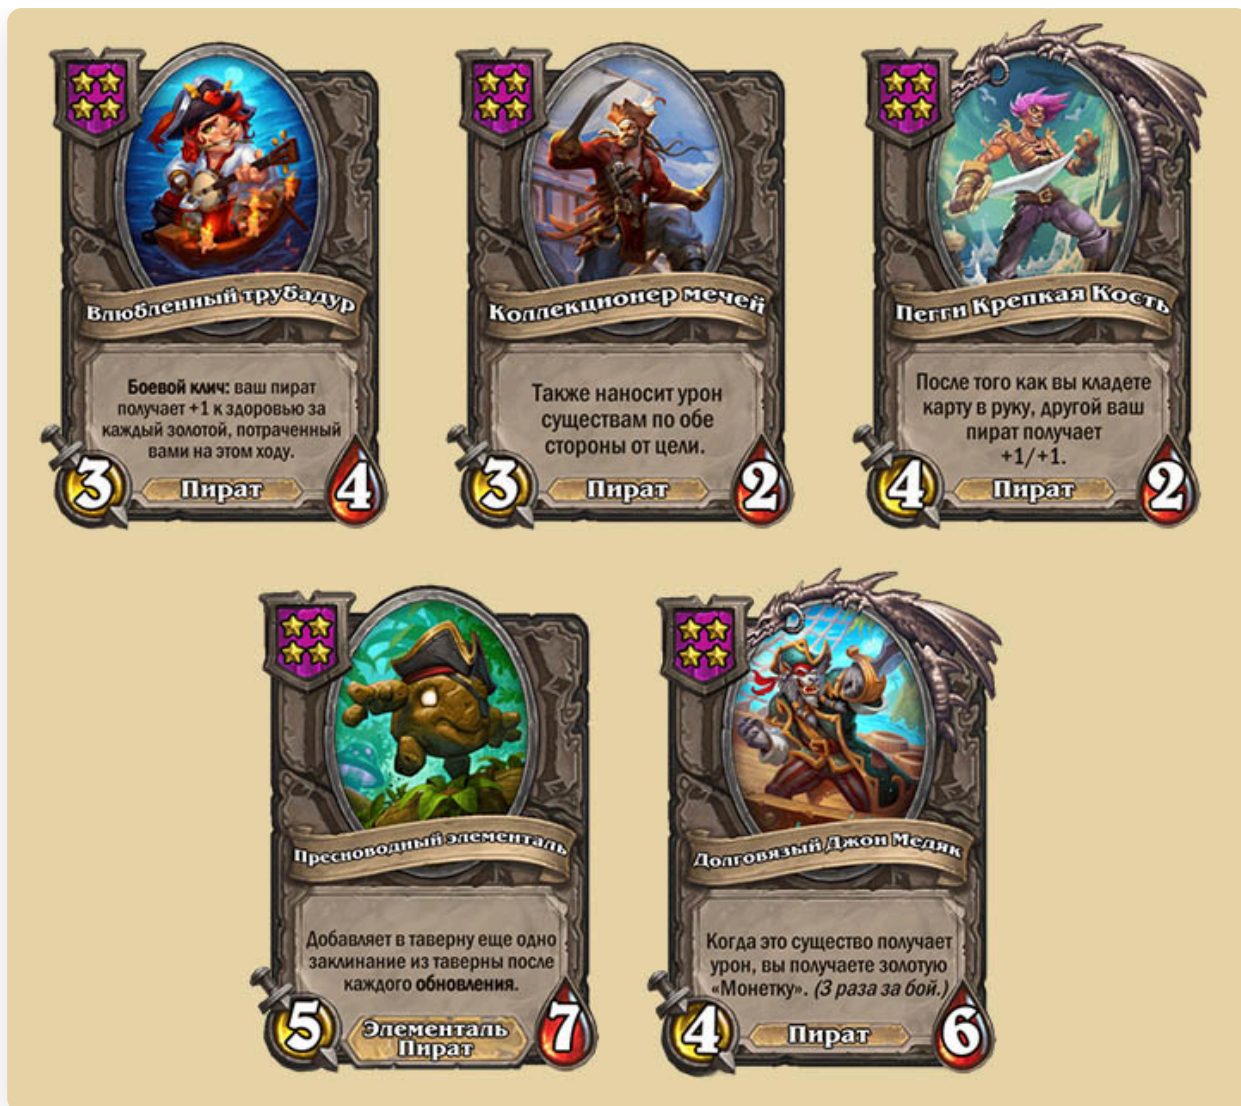 Влюбленный трубадур
Боевой клич: ваш пират
получает +1 к здоровью за
каждый золотой, потраченный
вами на этом ходу.
3
Пират
4
Коллекционер мечей
Также наносит урон
существам по обе
стороны от цели.
3
Пират
2
Пегги Крепкая Кость
После того как вы кладете
карту в руку, другой ваш
пират получает
+1/+1.
4
Пират
2
Пресноводный элементаль
Добавляет в таверну еще одно
заклинание из таверны после
каждого обновления.
5
Элементаль
Пират
7
Долговязый Джон Медяк
Когда это существо получает
урон, вы получаете золотую
«Монетку». (3 раза за бой.)
4
Пират
6